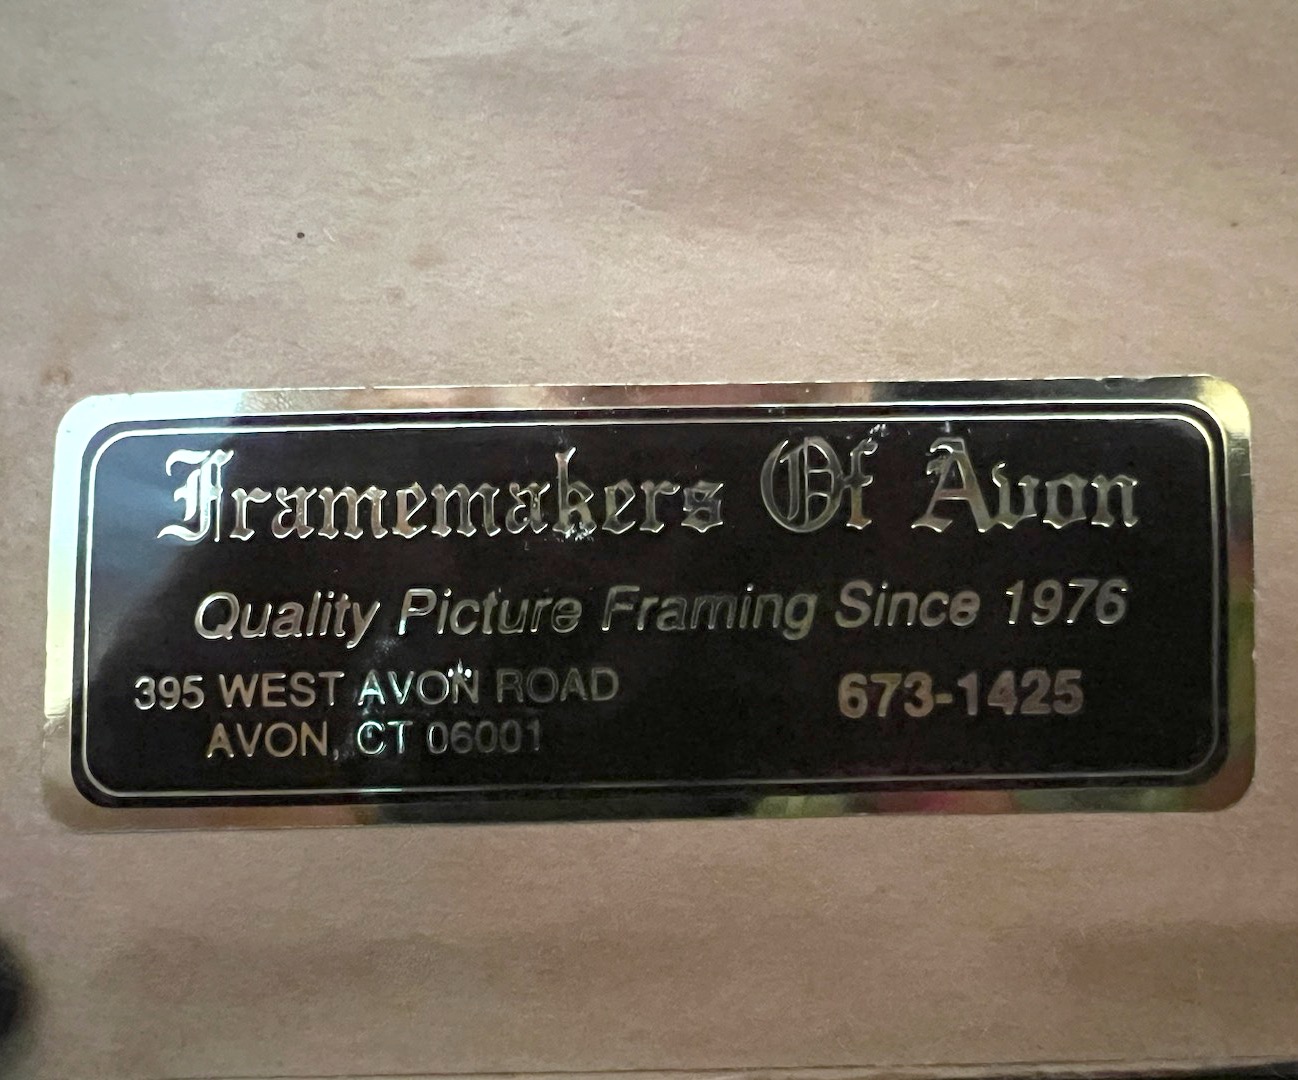 Framemakers Of Avon
Quality Picture Framing Since 1976
395 WEST AVON ROAD
AVON, CT 06001
673-1425